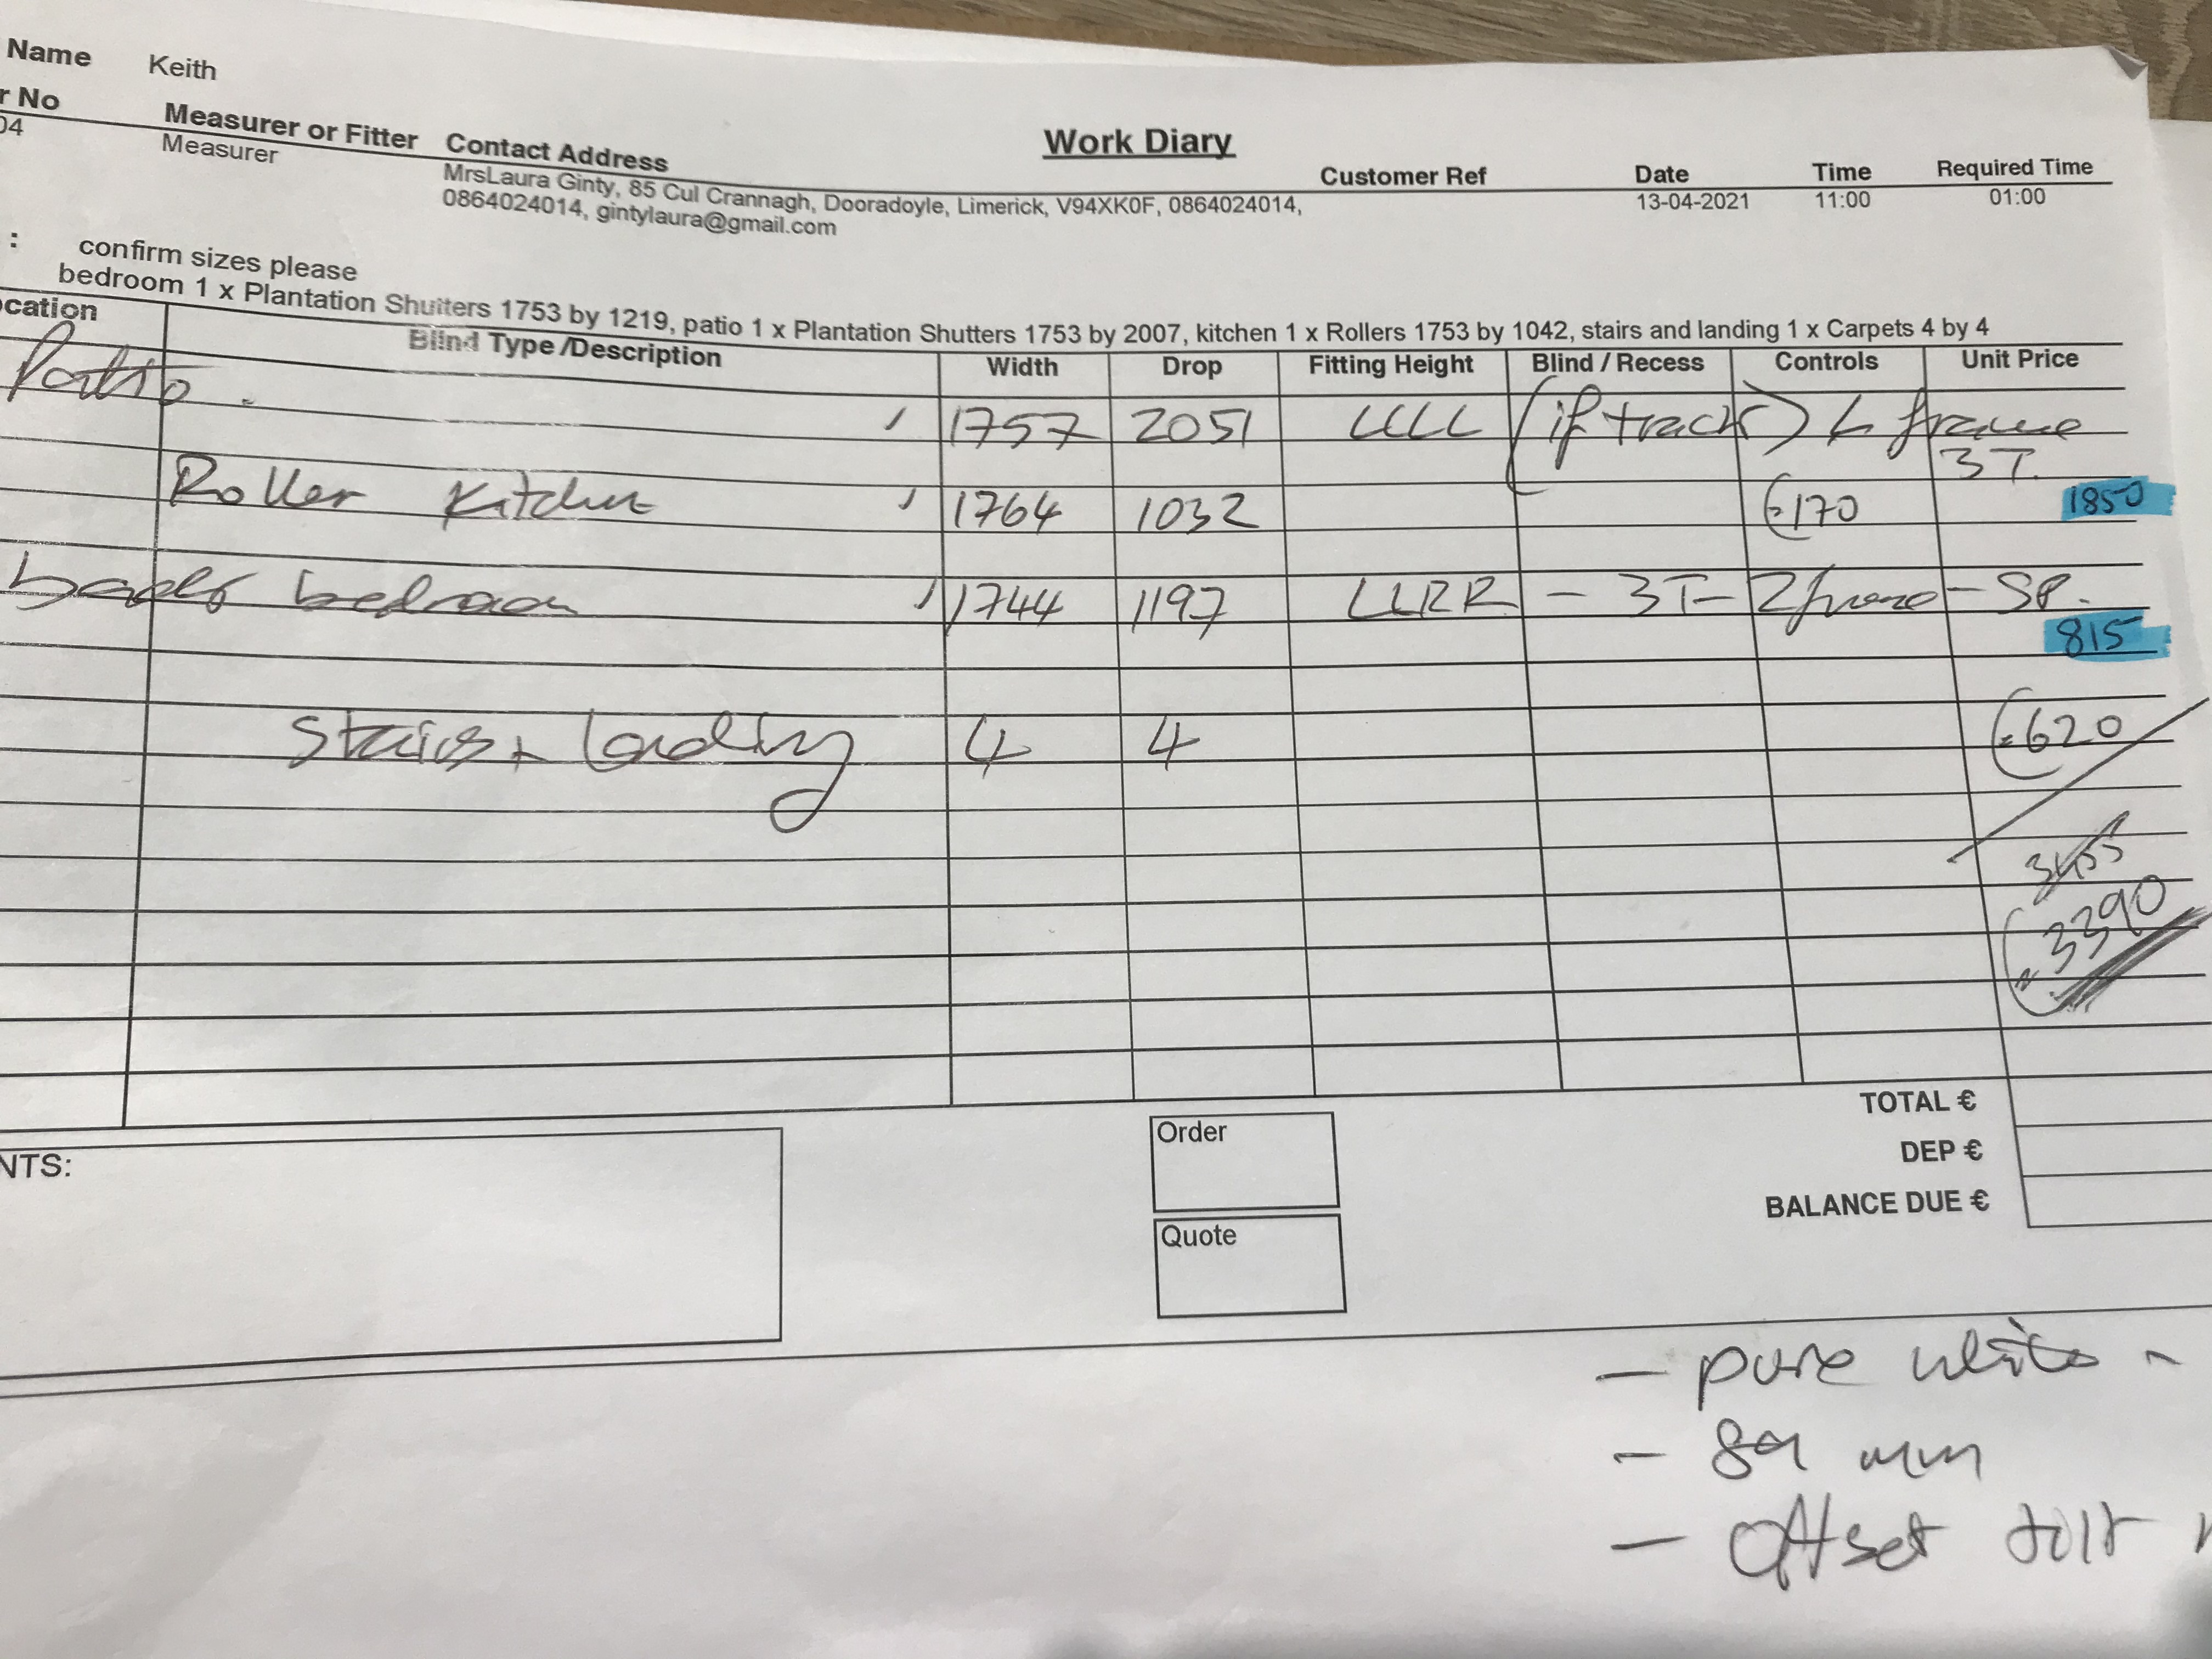 Name Keith
r No Measurer or Fitter Contact Address Work Diary Customer Ref Date Time Required Time
04 Measurer MrsLaura Ginty, 85 Cul Crannagh, Dooradoyle, Limerick, V94XK0F, 0864024014, 13-04-2021 11:00 01:00
0864024014, gintylaura@gmail.com
: confirm sizes please
bedroom 1 x Plantation Shutters 1753 by 1219, patio 1 x Plantation Shutters 1753 by 2007, kitchen 1 x Rollers 1753 by 1042, stairs and landing 1 x Carpets 4 by 4
ocation Blind Type /Description Width Drop Fitting Height Blind / Recess Controls Unit Price
Patio. 1757 2051 LLLL (if track) L frame
3T.
Roller Kitchen 1764 1032 €170 1850
bedroom 1744 1197 LLRR - 3T- Z frame - SP.
815
Stairs + Landing 4 4 €620
3455
€3390
TOTAL €
DEP €
BALANCE DUE €
NTS:
Order
Quote
- pure white -
- 89 mm
- Offset tilt